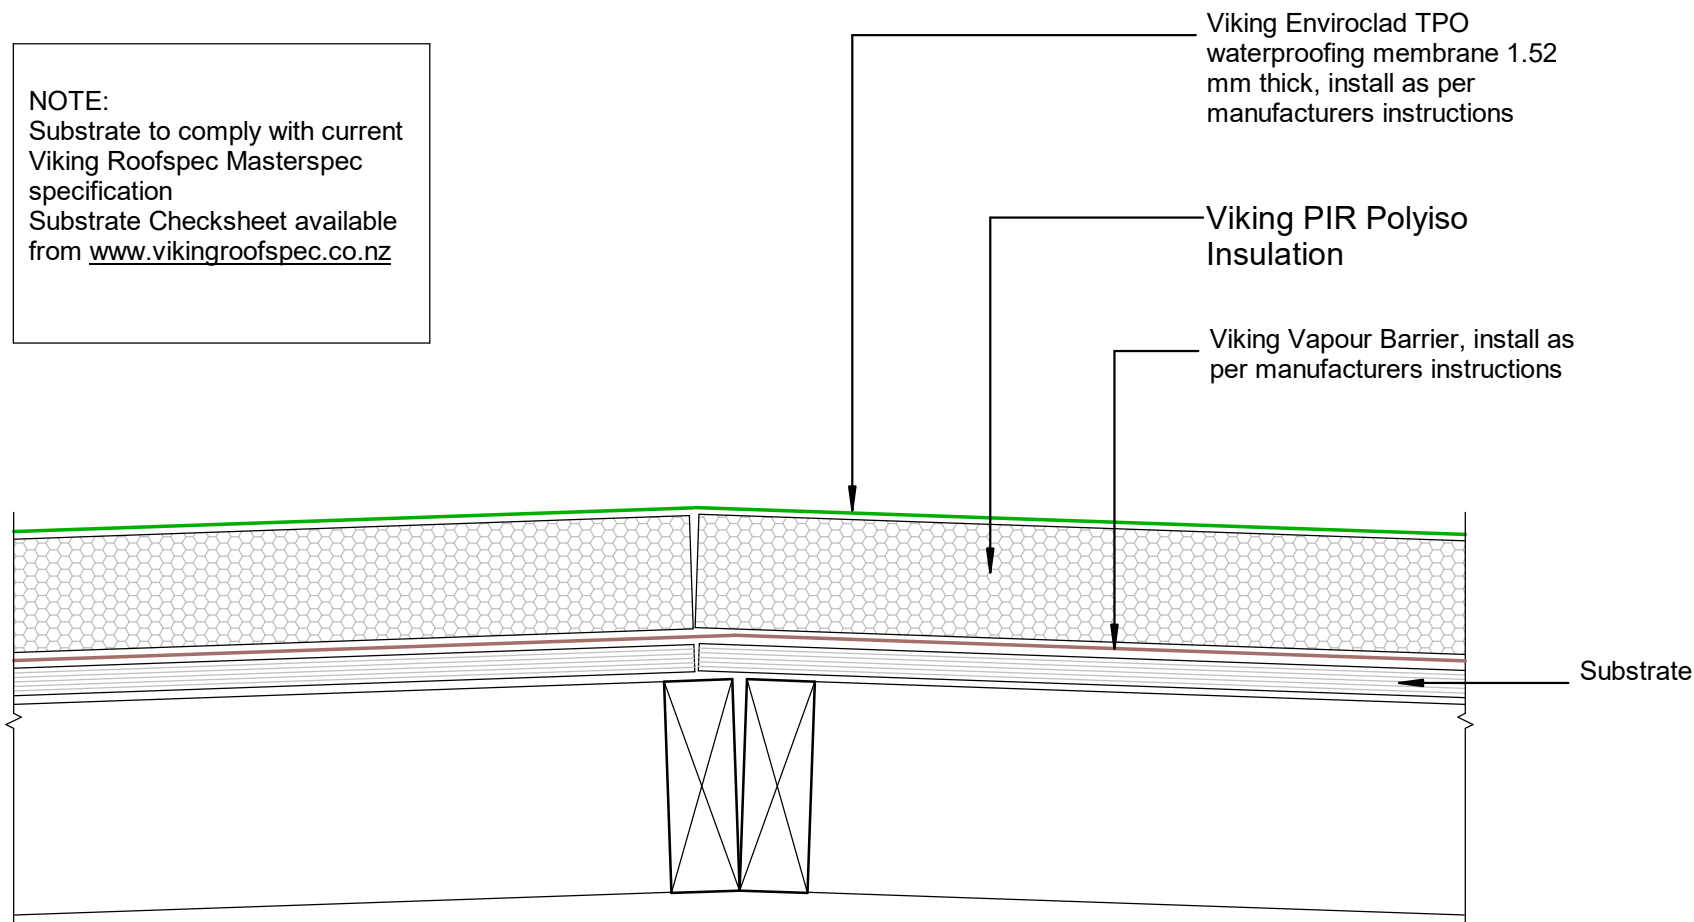 NOTE:
Substrate to comply with current
Viking Roofspec Masterspec
specification
Substrate Checksheet available
from www.vikingroofspec.co.nz
Viking Enviroclad TPO
waterproofing membrane 1.52
mm thick, install as per
manufacturers instructions
Viking PIR Polyiso
Insulation
Viking Vapour Barrier, install as
per manufacturers instructions
Substrate